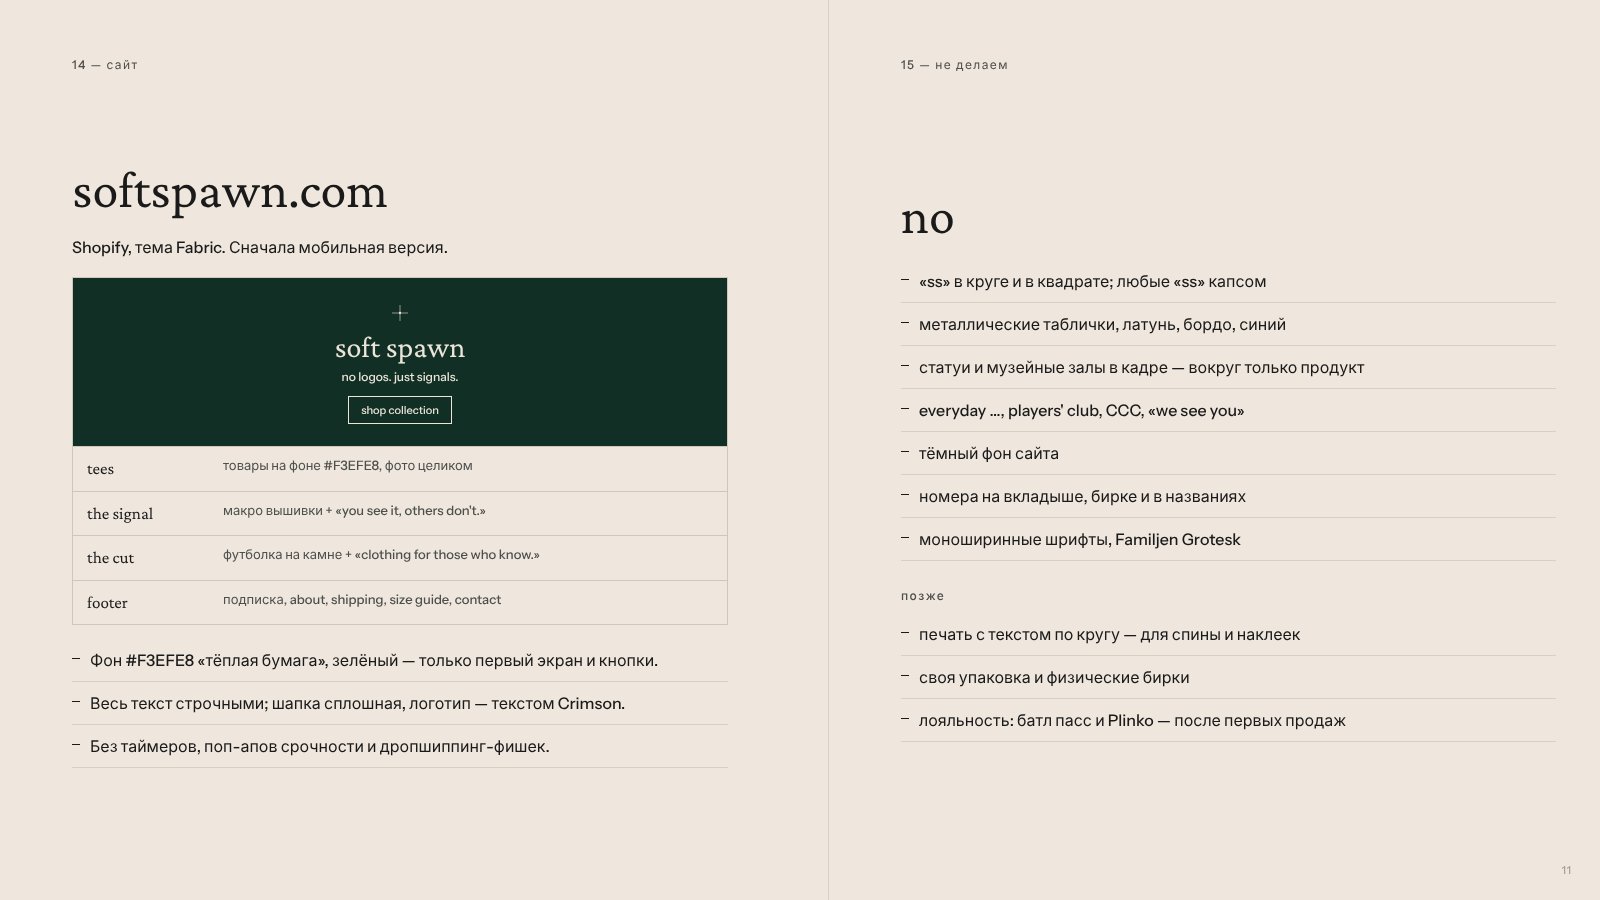 14 — сайт
softspawn.com
Shopify, тема Fabric. Сначала мобильная версия.
soft spawn
no logos. just signals.
shop collection
tees товары на фоне #F3EFE8, фото целиком
the signal макро вышивки + «you see it, others don't.»
the cut футболка на камне + «clothing for those who know.»
footer подписка, about, shipping, size guide, contact
– Фон #F3EFE8 «тёплая бумага», зелёный — только первый экран и кнопки.
– Весь текст строчными; шапка сплошная, логотип — текстом Crimson.
– Без таймеров, поп-апов срочности и дропшиппинг-фишек.
15 — не делаем
no
– «ss» в круге и в квадрате; любые «ss» капсом
– металлические таблички, латунь, бордо, синий
– статуи и музейные залы в кадре — вокруг только продукт
– everyday …, players' club, CCC, «we see you»
– тёмный фон сайта
– номера на вкладыше, бирке и в названиях
– моноширинные шрифты, Familjen Grotesk
позже
– печать с текстом по кругу — для спины и наклеек
– своя упаковка и физические бирки
– лояльность: батл пасс и Plinko — после первых продаж
11